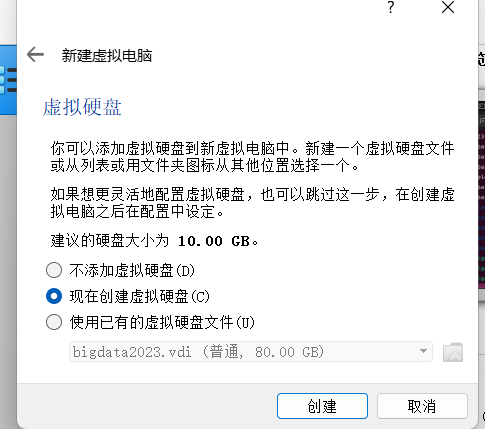 ?
新建虚拟电脑
虚拟硬盘
你可以添加虚拟硬盘到新虚拟电脑中。新建一个虚拟硬盘文件
或从列表或用文件夹图标从其他位置选择一个。
如果想更灵活地配置虚拟硬盘，也可以跳过这一步，在创建虚
拟电脑之后在配置中设定。
建议的硬盘大小为 10.00 GB。
不添加虚拟硬盘(D)
现在创建虚拟硬盘(C)
使用已有的虚拟硬盘文件(U)
bigdata2023.vdi (普通, 80.00 GB)
创建
取消